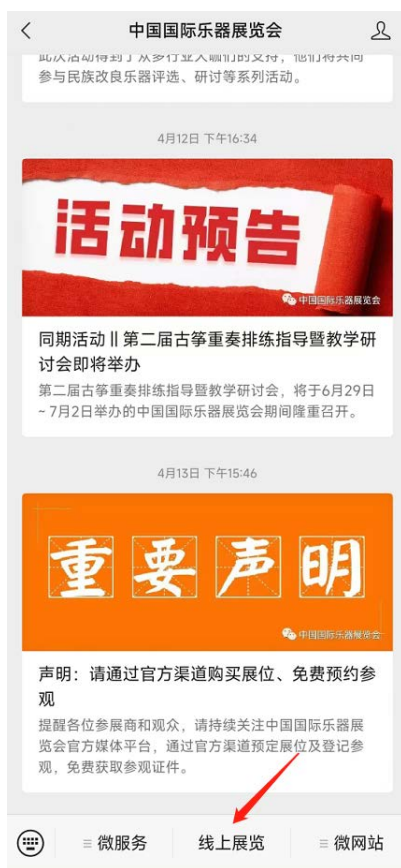 中国国际乐器展览会
此次活动得到了众多行业大咖们的支持，他们将共同
参与民族改良乐器评选、研讨等系列活动。
4月12日 下午16:34
活动预告
中国国际乐器展览会
同期活动 || 第二届古筝重奏排练指导暨教学研
讨会即将举办
第二届古筝重奏排练指导暨教学研讨会，将于6月29日
~7月2日举办的中国国际乐器展览会期间隆重召开。
4月13日 下午15:46
重要声明
中国国际乐器展览会
声明：请通过官方渠道购买展位、免费预约参
观
提醒各位参展商和观众，请持续关注中国国际乐器展
览会官方媒体平台，通过官方渠道预定展位及登记参
观，免费获取参观证件。
微服务 线上展览 微网站